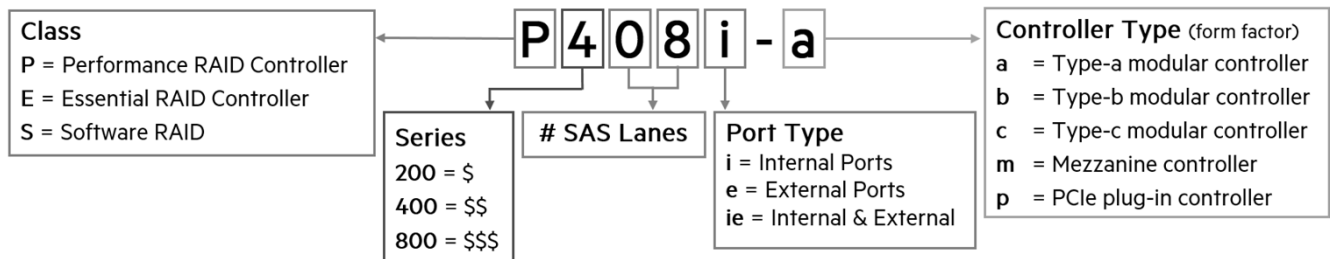 P408i-a
Class
P = Performance RAID Controller
E = Essential RAID Controller
S = Software RAID
Series
200 = $
400 = $$
800 = $$$
# SAS Lanes
Port Type
i = Internal Ports
e = External Ports
ie = Internal & External
Controller Type (form factor)
a = Type-a modular controller
b = Type-b modular controller
c = Type-c modular controller
m = Mezzanine controller
p = PCIe plug-in controller